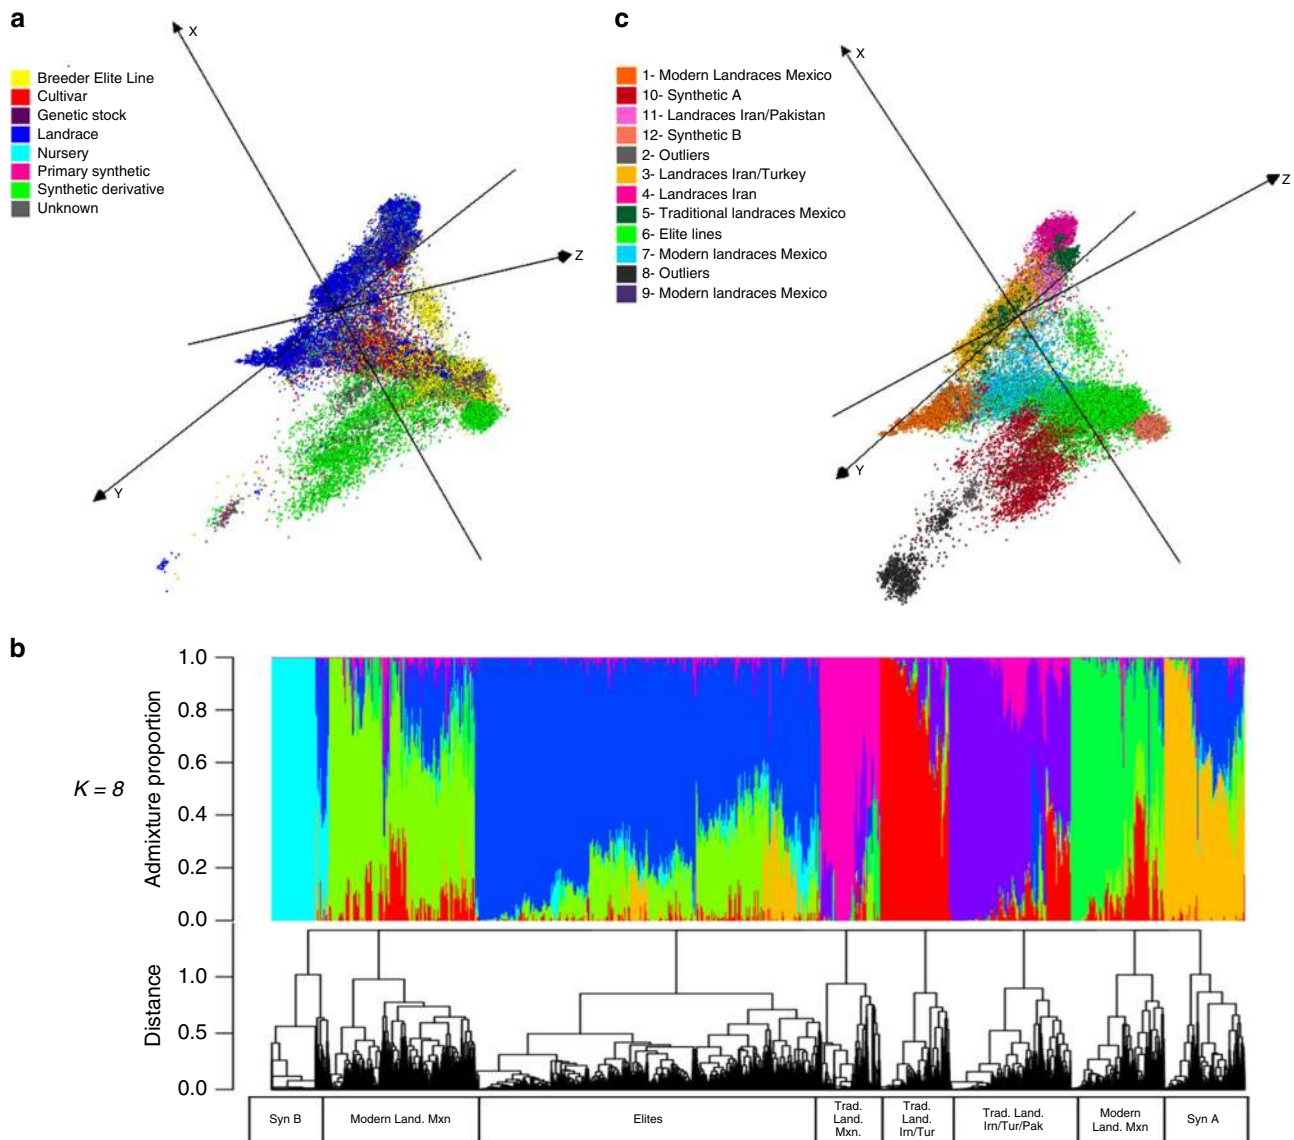 a
X
Z
Y
Breeder Elite Line
Cultivar
Genetic stock
Landrace
Nursery
Primary synthetic
Synthetic derivative
Unknown
c
X
Z
Y
1- Modern Landraces Mexico
10- Synthetic A
11- Landraces Iran/Pakistan
12- Synthetic B
2- Outliers
3- Landraces Iran/Turkey
4- Landraces Iran
5- Traditional landraces Mexico
6- Elite lines
7- Modern landraces Mexico
8- Outliers
9- Modern landraces Mexico
b
K = 8
Admixture proportion
1.0
0.8
0.6
0.4
0.2
0.0
Distance
1.0
0.5
0.0
Syn B
Modern Land. Mxn
Elites
Trad.
Land.
Mxn.
Trad.
Land.
Irn/Tur
Trad. Land.
Irn/Tur/Pak
Modern
Land. Mxn
Syn A